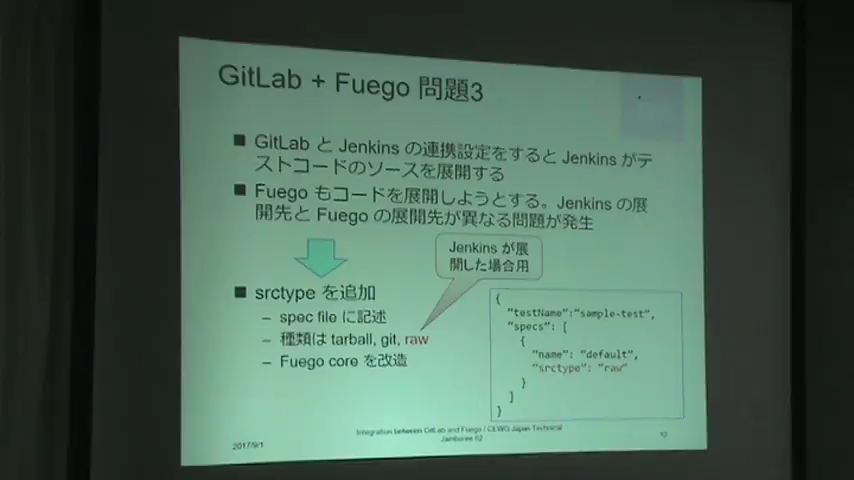 GitLab + Fuego 問題3
■ GitLab と Jenkins の連携設定をすると Jenkins がテ
ストコードのソースを展開する
■ Fuego もコードを展開しようとする。Jenkins の展
開先と Fuego の展開先が異なる問題が発生
Jenkins が展
開した場合用
■ srctype を追加
– spec file に記述
– 種類は tarball, git, raw
– Fuego core を改造
{
"testName":"sample-test",
"specs": [
{
"name": "default",
"srctype": "raw"
}
]
}
2017/9/1
Integration between GitLab and Fuego / CEWG Japan Technical
Jamboree 62